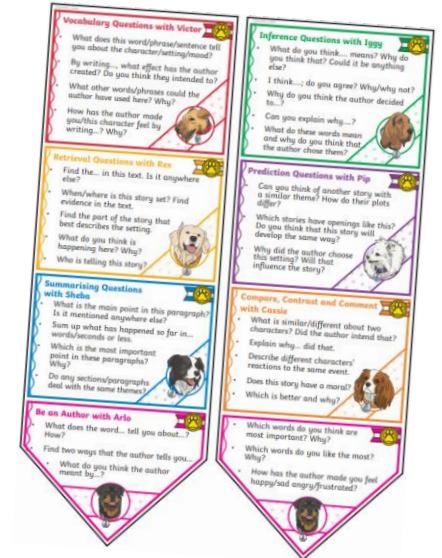 Vocabulary Questions with Victor
What does this word/phrase/sentence tell
you about the character/setting/mood?
By writing..., what effect has the author
created? Do you think they intended to?
What other words/phrases could the
author have used here? Why?
How has the author made
you/this character feel by
writing...? Why?
Retrieval Questions with Rex
Find the... in this text. Is it anywhere
else?
When/where is this story set? Find
evidence in the text.
Find the part of the story that
best describes the setting.
What do you think is
happening here? Why?
Who is telling this story?
Summarising Questions
with Sheba
What is the main point in this paragraph?
Is it mentioned anywhere else?
Sum up what has happened so far in...
words/seconds or less.
Which is the most important
point in these paragraphs?
Why?
Do any sections/paragraphs
deal with the same themes?
Be an Author with Arlo
What does the word... tell you about...?
How?
Find two ways that the author tells you...
What do you think the author
meant by...?
Inference Questions with Iggy
What do you think... means? Why do
you think that? Could it be anything
else?
I think...; do you agree? Why/why not?
Why do you think the author decided
to...?
Can you explain why...?
What do these words mean
and why do you think that
the author chose them?
Prediction Questions with Pip
Can you think of another story with
a similar theme? How do their plots
differ?
Which stories have openings like this?
Do you think that this story will
develop the same way?
Why did the author choose
this setting? Will that
influence the story?
Compare, Contrast and Comment
with Cassie
What is similar/different about two
characters? Did the author intend that?
Explain why... did that.
Describe different characters'
reactions to the same event.
Does this story have a moral?
Which is better and why?
Which words do you think are
most important? Why?
Which words do you like the most?
Why?
How has the author made you feel
happy/sad angry/frustrated?